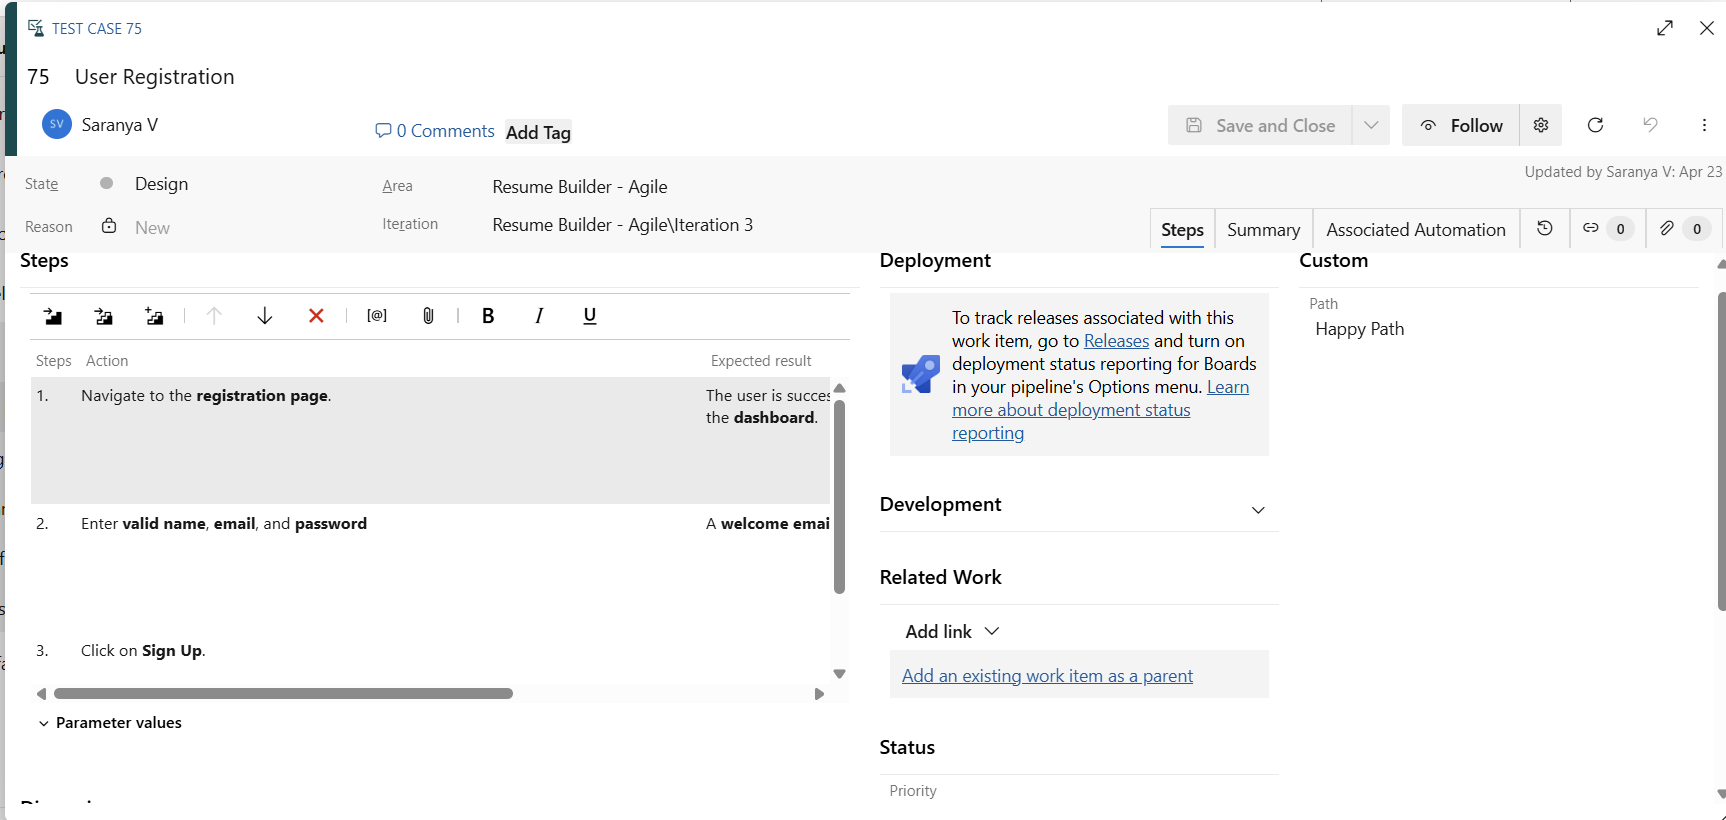 TEST CASE 75
75 User Registration
SV Saranya V
0 Comments Add Tag
Save and Close
Follow
Updated by Saranya V: Apr 23
State Design
Area Resume Builder - Agile
Reason New
Iteration Resume Builder - Agile\Iteration 3
Steps Summary Associated Automation 0 0
Steps
[@] B I U
Steps Action Expected result
1. Navigate to the registration page. The user is succes
the dashboard.
2. Enter valid name, email, and password A welcome emai
3. Click on Sign Up.
Parameter values
Deployment
To track releases associated with this
work item, go to Releases and turn on
deployment status reporting for Boards
in your pipeline's Options menu. Learn
more about deployment status
reporting
Development
Related Work
Add link
Add an existing work item as a parent
Status
Priority
Custom
Path
Happy Path